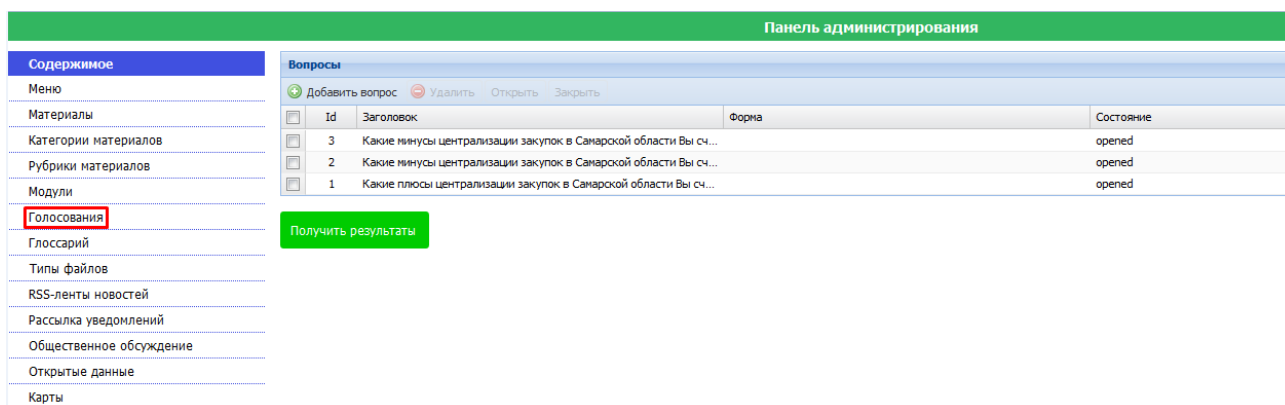 Панель администрирования
Содержимое
Меню
Материалы
Категории материалов
Рубрики материалов
Модули
Голосования
Глоссарий
Типы файлов
RSS-ленты новостей
Рассылка уведомлений
Общественное обсуждение
Открытые данные
Карты
Вопросы
Добавить вопрос Удалить Открыть Закрыть
Id Заголовок Форма Состояние
3 Какие минусы централизации закупок в Самарской области Вы сч... opened
2 Какие минусы централизации закупок в Самарской области Вы сч... opened
1 Какие плюсы централизации закупок в Самарской области Вы сч... opened
Получить результаты